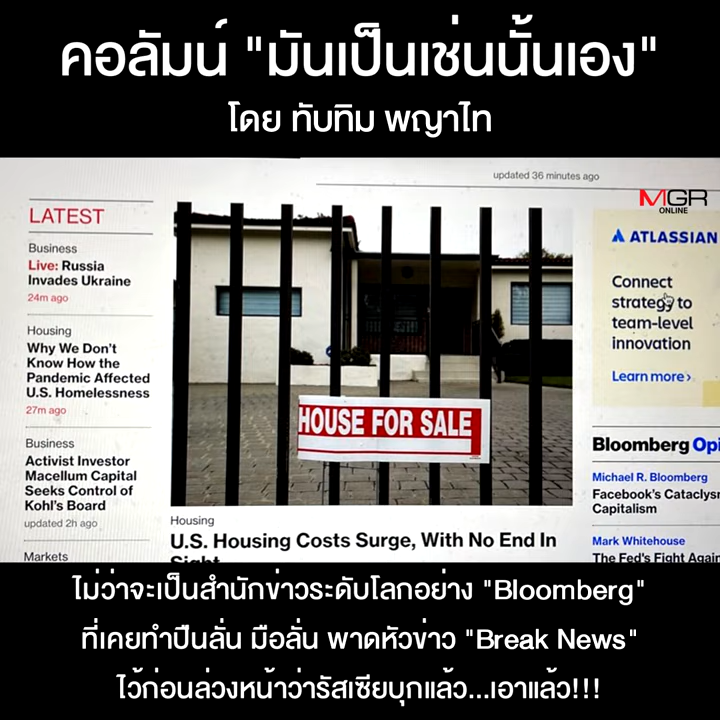 คอลัมน์ "มันเป็นเช่นนั้นเอง"
โดย ทับทิม พญาไท
updated 36 minutes ago
MGR
ONLINE
LATEST
Business
Live: Russia
Invades Ukraine
24m ago
Housing
Why We Don't
Know How the
Pandemic Affected
U.S. Homelessness
27m ago
Business
Activist Investor
Macellum Capital
Seeks Control of
Kohl's Board
updated 2h ago
Markets
HOUSE FOR SALE
Housing
U.S. Housing Costs Surge, With No End In
Sight
ATLASSIAN
Connect
strategy to
team-level
innovation
Learn more ›
Bloomberg Opi
Michael R. Bloomberg
Facebook's Cataclys
Capitalism
Mark Whitehouse
The Fed's Fight Again
ไม่ว่าจะเป็นสำนักข่าวระดับโลกอย่าง "Bloomberg"
ที่เคยทำปืนลั่น มือลั่น พาดหัวข่าว "Break News"
ไว้ก่อนล่วงหน้าว่ารัสเซียบุกแล้ว...เอาแล้ว!!!